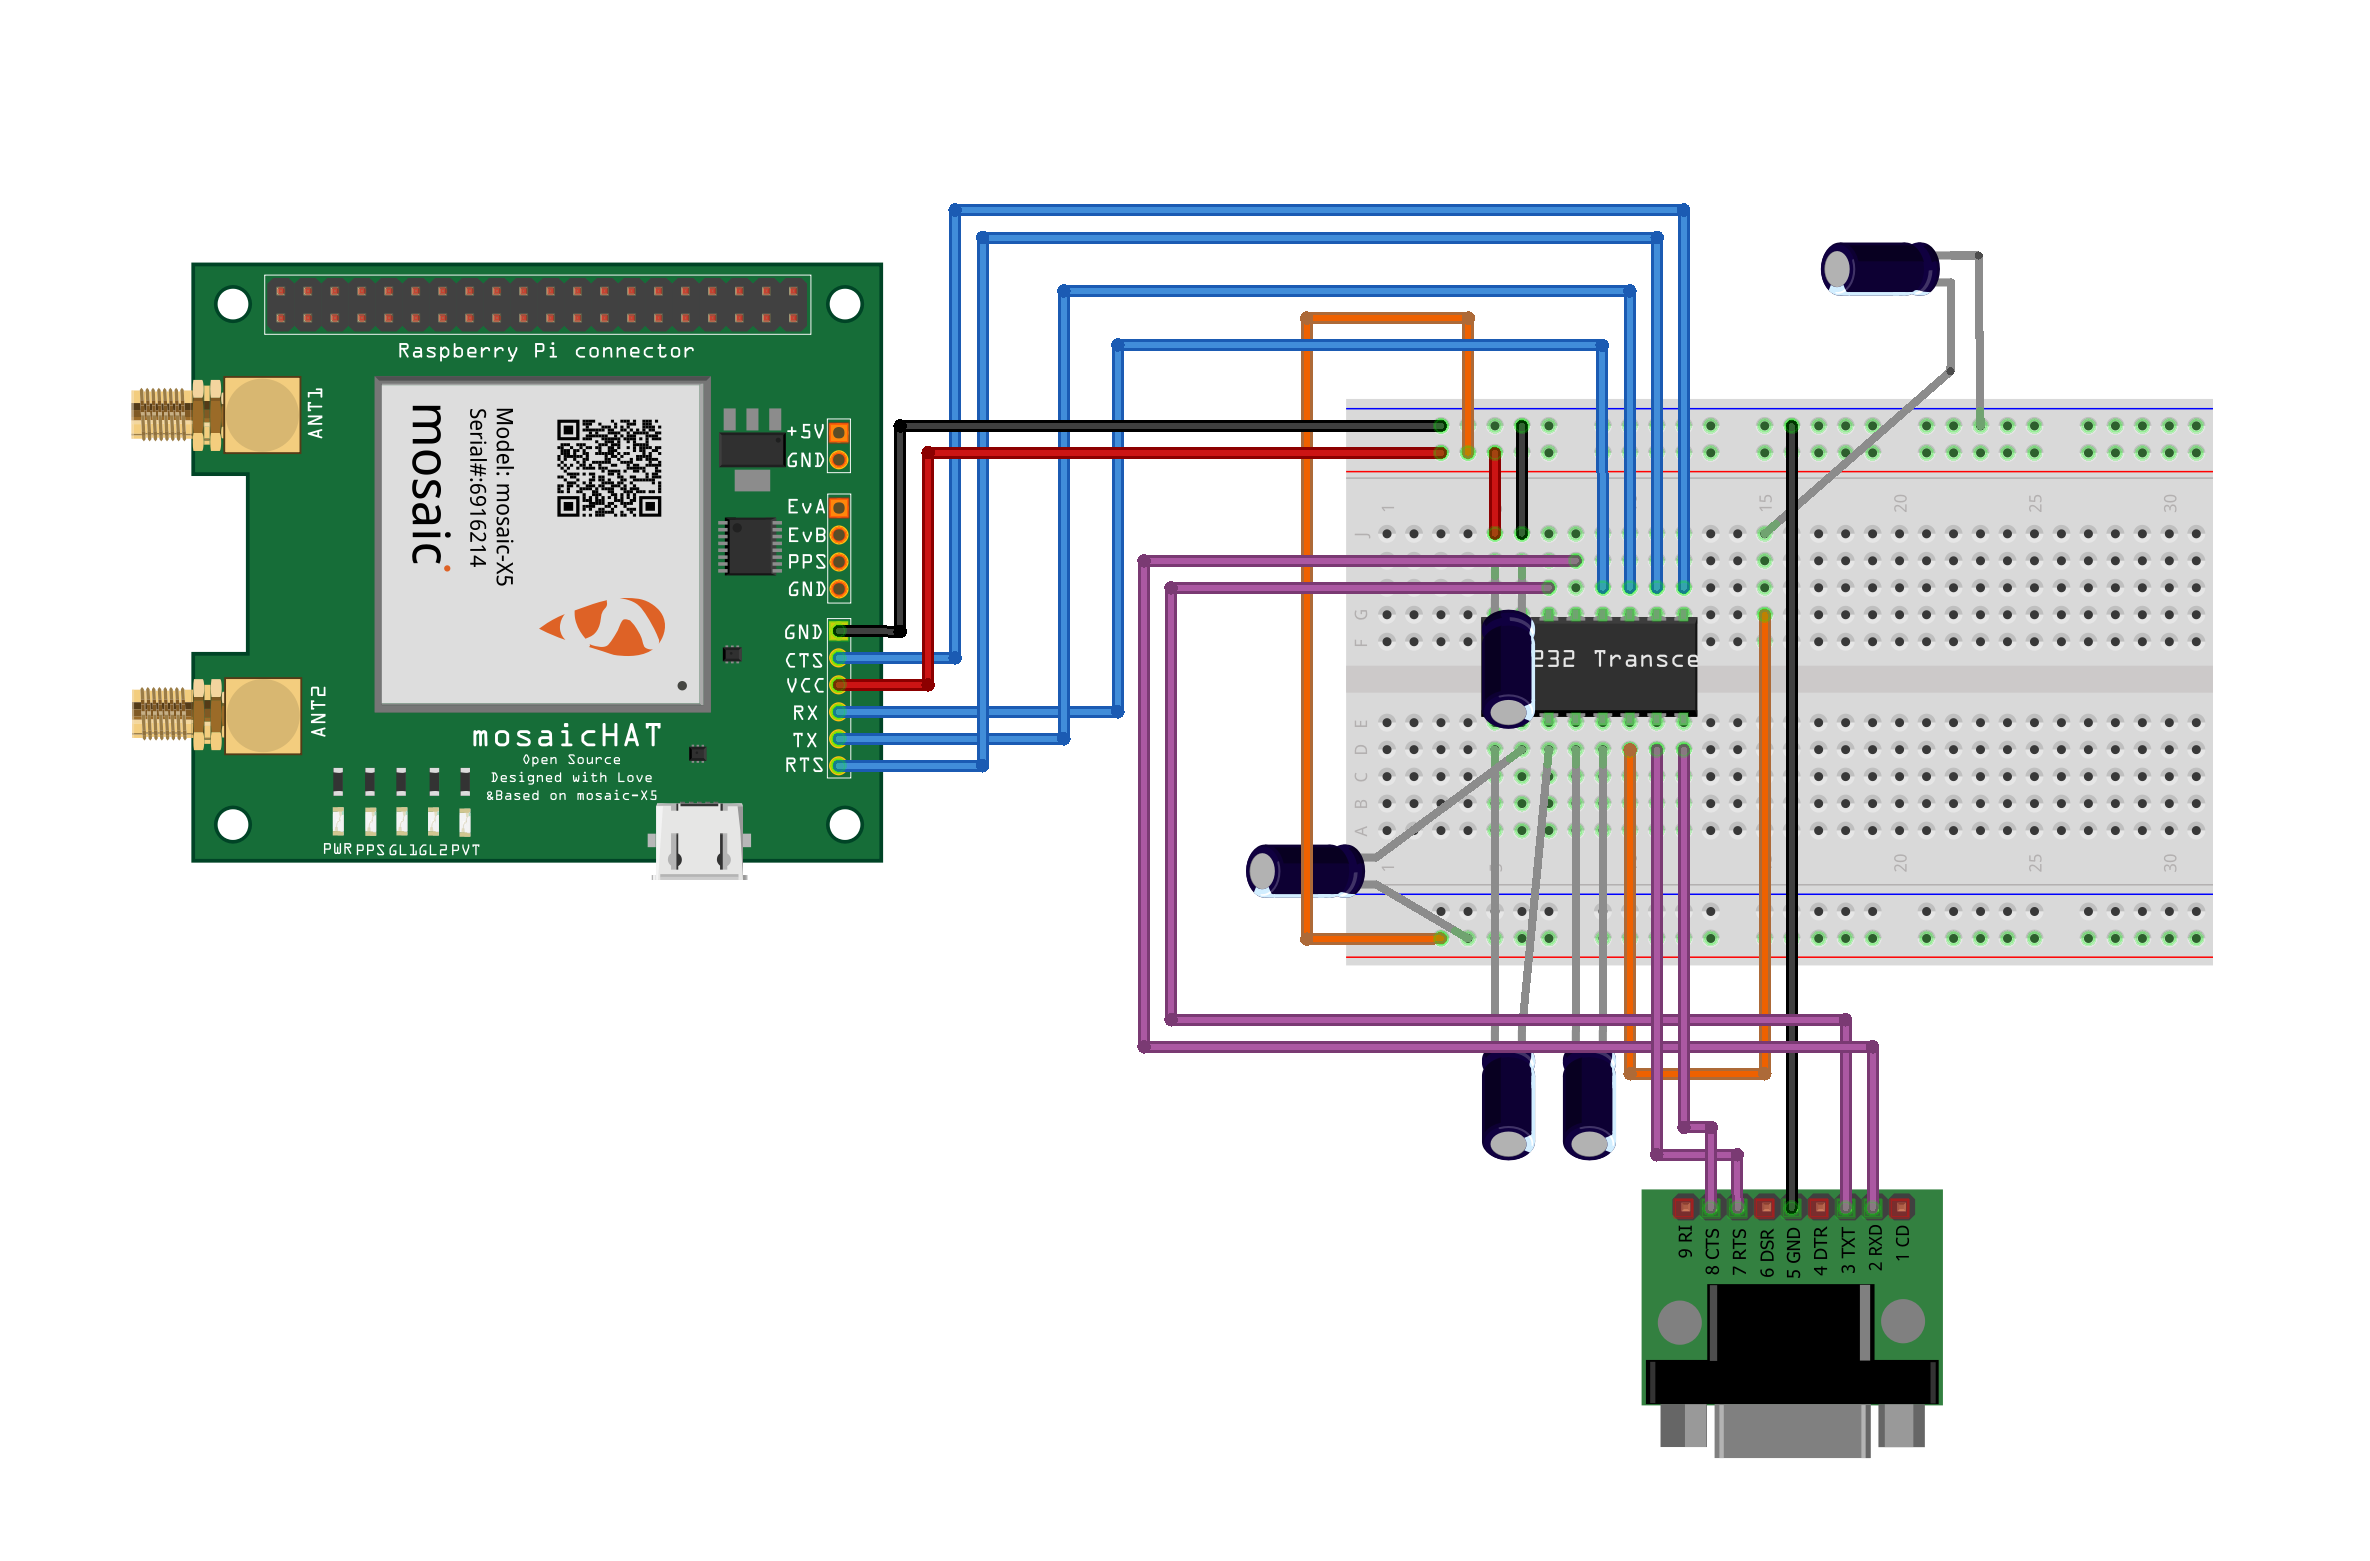 Raspberry Pi connector
ANT1
mosaic
Model: mosaic-X5
Serial#:6916214
+5V
GND
EvA
EvB
PPS
GND
GND
CTS
VCC
RX
TX
RTS
ANT2
mosaicHAT
Open Source
Designed with Love
&Based on mosaic-X5
PWR PPS GL1 GL2 PVT
1 15 20 25 30
J
G
F
232 Transce
E
D
C
B
A
1 20 25 30
9 RI
8 CTS
7 RTS
6 DSR
5 GND
4 DTR
3 TXT
2 RXD
1 CD